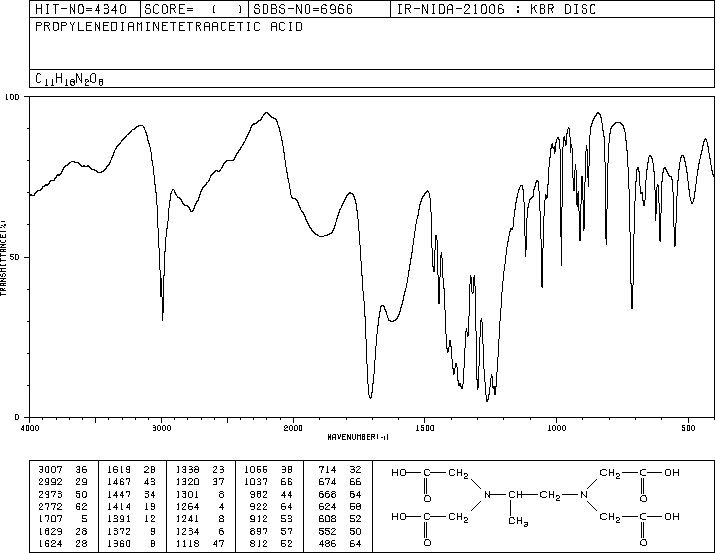 HIT-NO=4340 SCORE= ( ) SDBS-NO=6966 IR-NIDA-21006 : KBR DISC
PROPYLENEDIAMINETETRAACETIC ACID
C11H18N2O8
100
50
0
TRANSMITTANCE(%)
4000 3000 2000 1500 1000 500
WAVENUMBER(-1)
3007 36 1619 28 1338 23 1055 38 714 32
2992 29 1467 43 1320 37 1037 66 674 66
2973 50 1447 34 1301 8 982 44 668 64
2772 62 1414 19 1264 4 922 64 624 58
1707 5 1391 12 1241 8 912 53 608 52
1629 28 1372 9 1234 6 897 57 552 50
1624 28 1360 8 1118 47 812 52 486 64
HO C CH2 CH2 C OH
O N CH CH2 N O
HO C CH2 CH3 CH2 C OH
O O